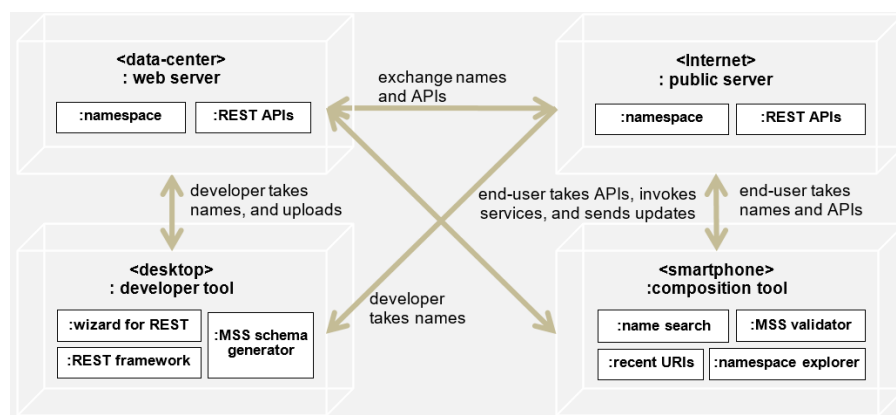 <data-center>
: web server
:namespace
:REST APIs
exchange names
and APIs
<Internet>
: public server
:namespace
:REST APIs
developer takes
names, and uploads
end-user takes APIs, invokes
services, and sends updates
end-user takes
names and APIs
<desktop>
: developer tool
:wizard for REST
:REST framework
:MSS schema
generator
developer
takes names
<smartphone>
:composition tool
:name search
:MSS validator
:recent URIs
:namespace explorer